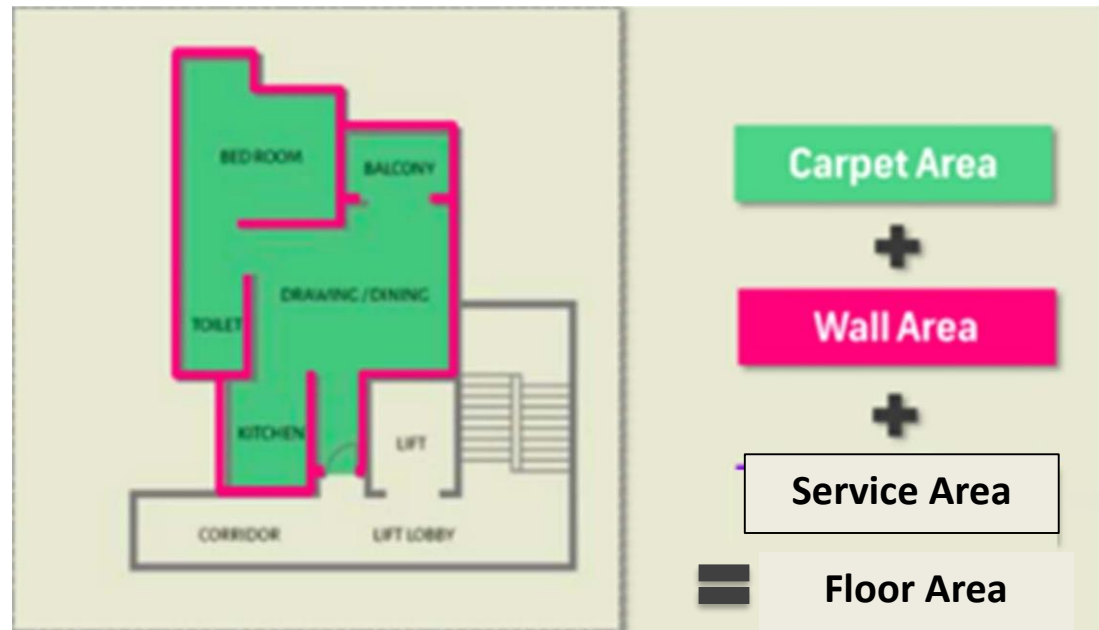 BED ROOM
BALCONY
DRAWING / DINING
TOILET
KITCHEN
LIFT
CORRIDOR
LIFT LOBBY
Carpet Area
+
Wall Area
+
Service Area
= Floor Area